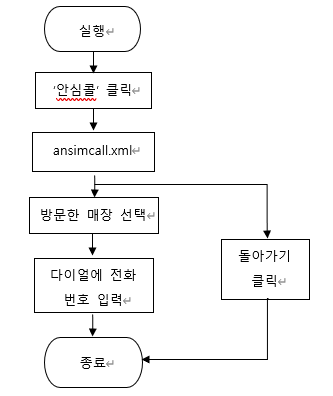 실행
'안심콜' 클릭
ansimcall.xml
방문한 매장 선택
다이얼에 전화
번호 입력
돌아가기
클릭
종료